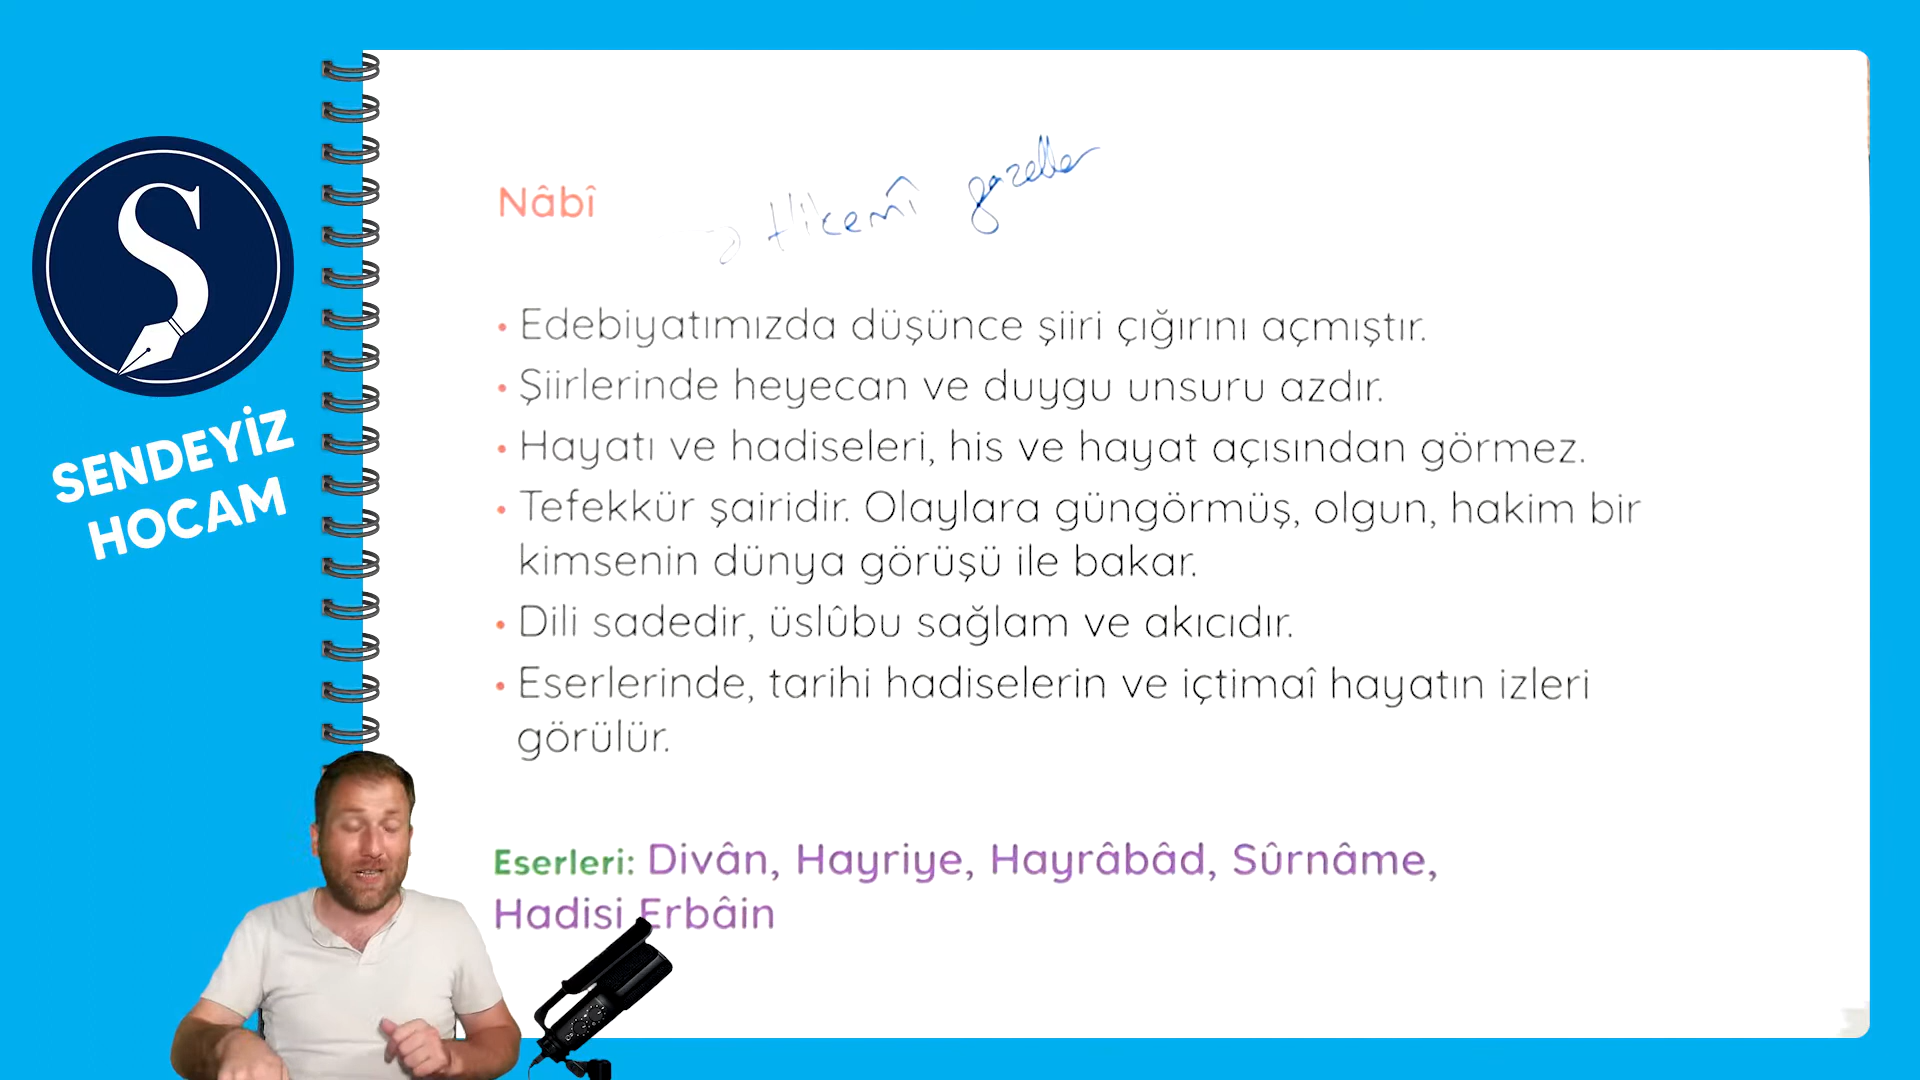 SENDEYİZ
HOCAM
Nâbî
Hikemî gazeller
• Edebiyatımızda düşünce şiiri çığırını açmıştır.
• Şiirlerinde heyecan ve duygu unsuru azdır.
• Hayatı ve hadiseleri, his ve hayat açısından görmez.
• Tefekkür şairidir. Olaylara güngörmüş, olgun, hakim bir
kimsenin dünya görüşü ile bakar.
• Dili sadedir, üslûbu sağlam ve akıcıdır.
• Eserlerinde, tarihi hadiselerin ve içtimaî hayatın izleri
görülür.
Eserleri: Divân, Hayriye, Hayrâbâd, Sûrnâme,
Hadisi Erbâin